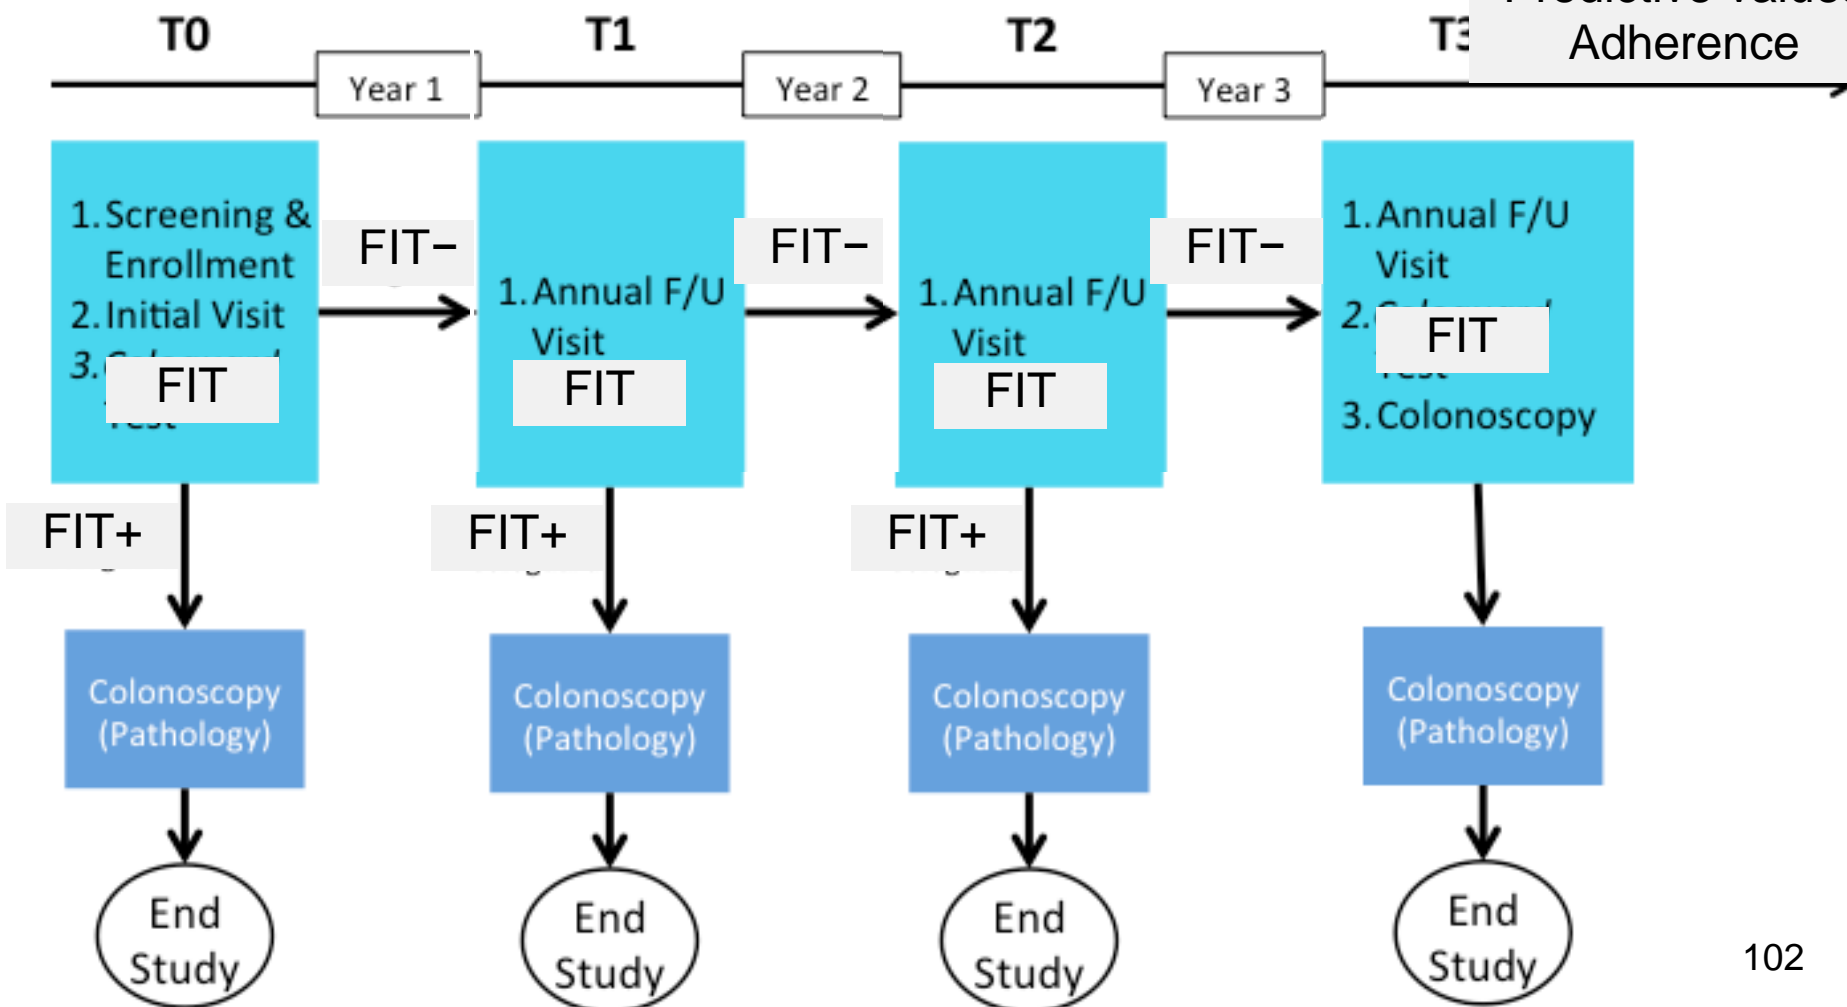 T0
T1
T2
Adherence
Year 1
Year 2
Year 3
1. Screening &
Enrollment
2. Initial Visit
3.
FIT
FIT–
1. Annual F/U
Visit
FIT
FIT–
1. Annual F/U
Visit
FIT
FIT–
1. Annual F/U
Visit
2.
FIT
3. Colonoscopy
FIT+
FIT+
FIT+
Colonoscopy
(Pathology)
Colonoscopy
(Pathology)
Colonoscopy
(Pathology)
Colonoscopy
(Pathology)
End
Study
End
Study
End
Study
End
Study
102